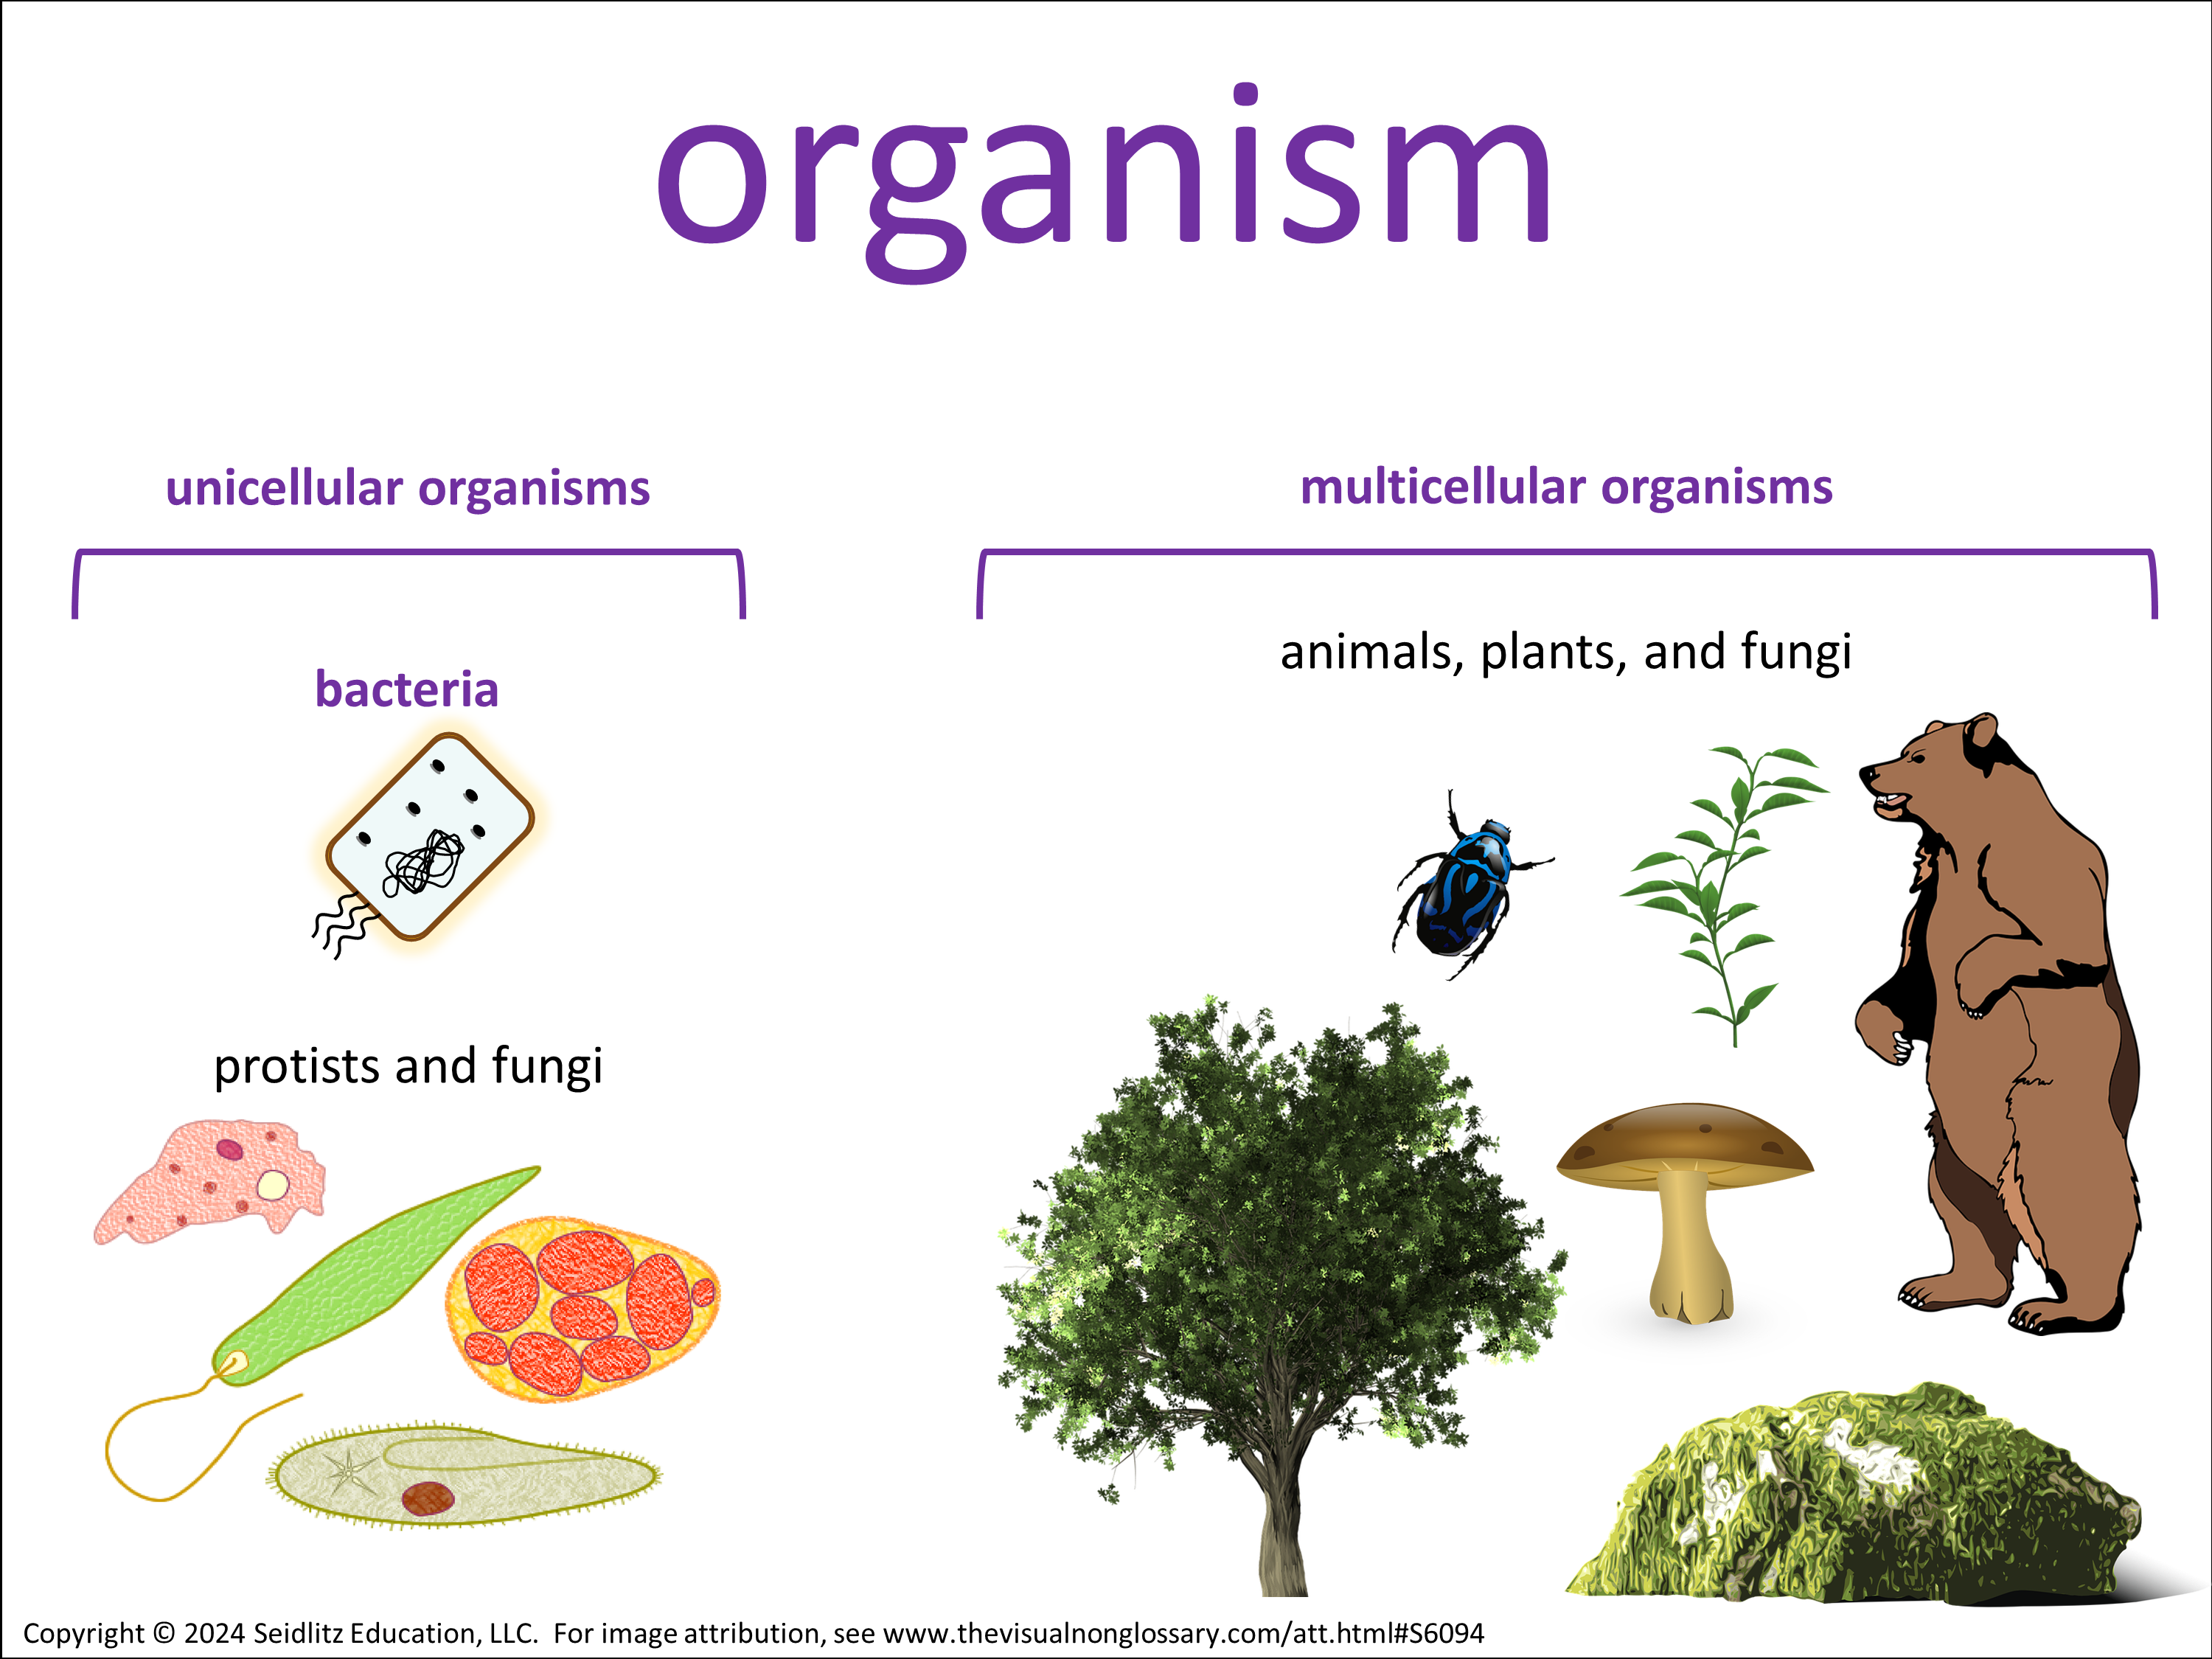 organism
unicellular organisms
bacteria
protists and fungi
multicellular organisms
animals, plants, and fungi
Copyright © 2024 Seidlitz Education, LLC.  For image attribution, see www.thevisualnonglossary.com/att.html#S6094